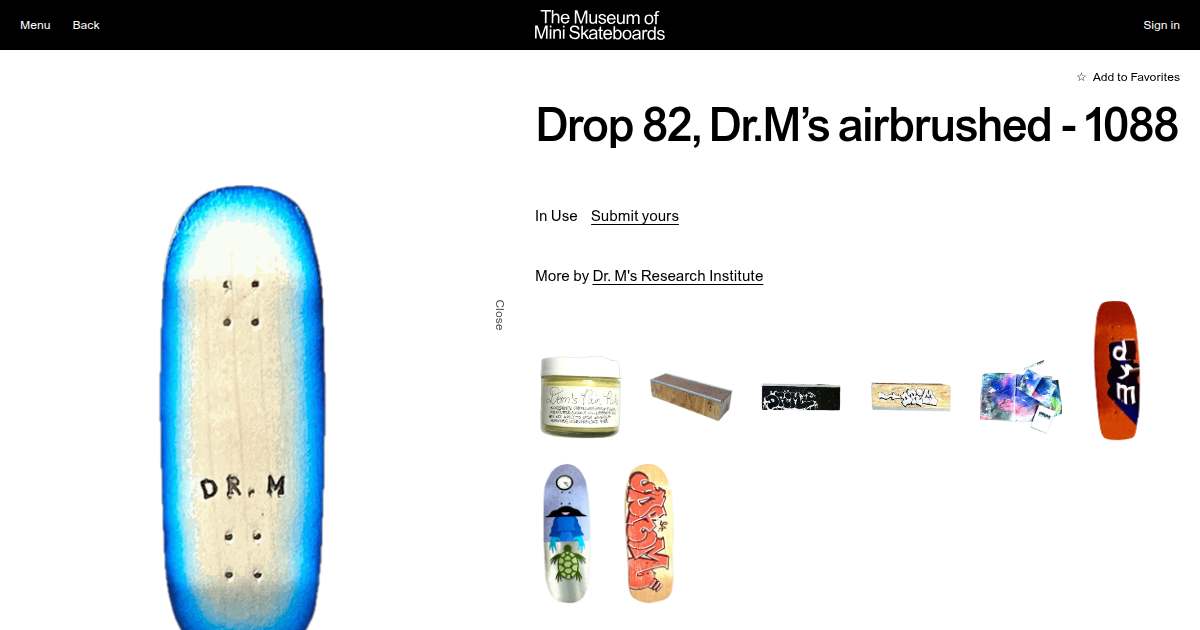 Menu
Back
The Museum of
Mini Skateboards
Sign in
☆ Add to Favorites
Drop 82, Dr.M’s airbrushed - 1088
In Use Submit yours
More by Dr. M's Research Institute
Close
DR. M